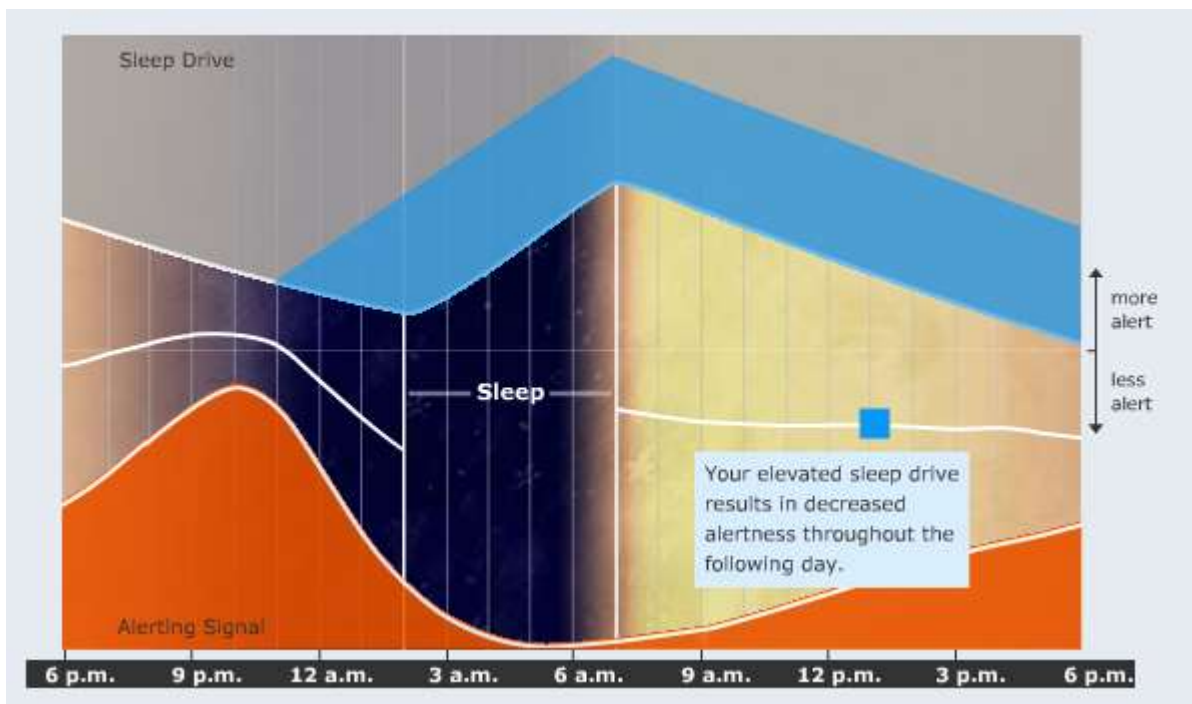 Sleep Drive
more
alert
less
alert
Sleep
Your elevated sleep drive
results in decreased
alertness throughout the
following day.
Alerting Signal
6 p.m. 9 p.m. 12 a.m. 3 a.m. 6 a.m. 9 a.m. 12 p.m. 3 p.m. 6 p.m.